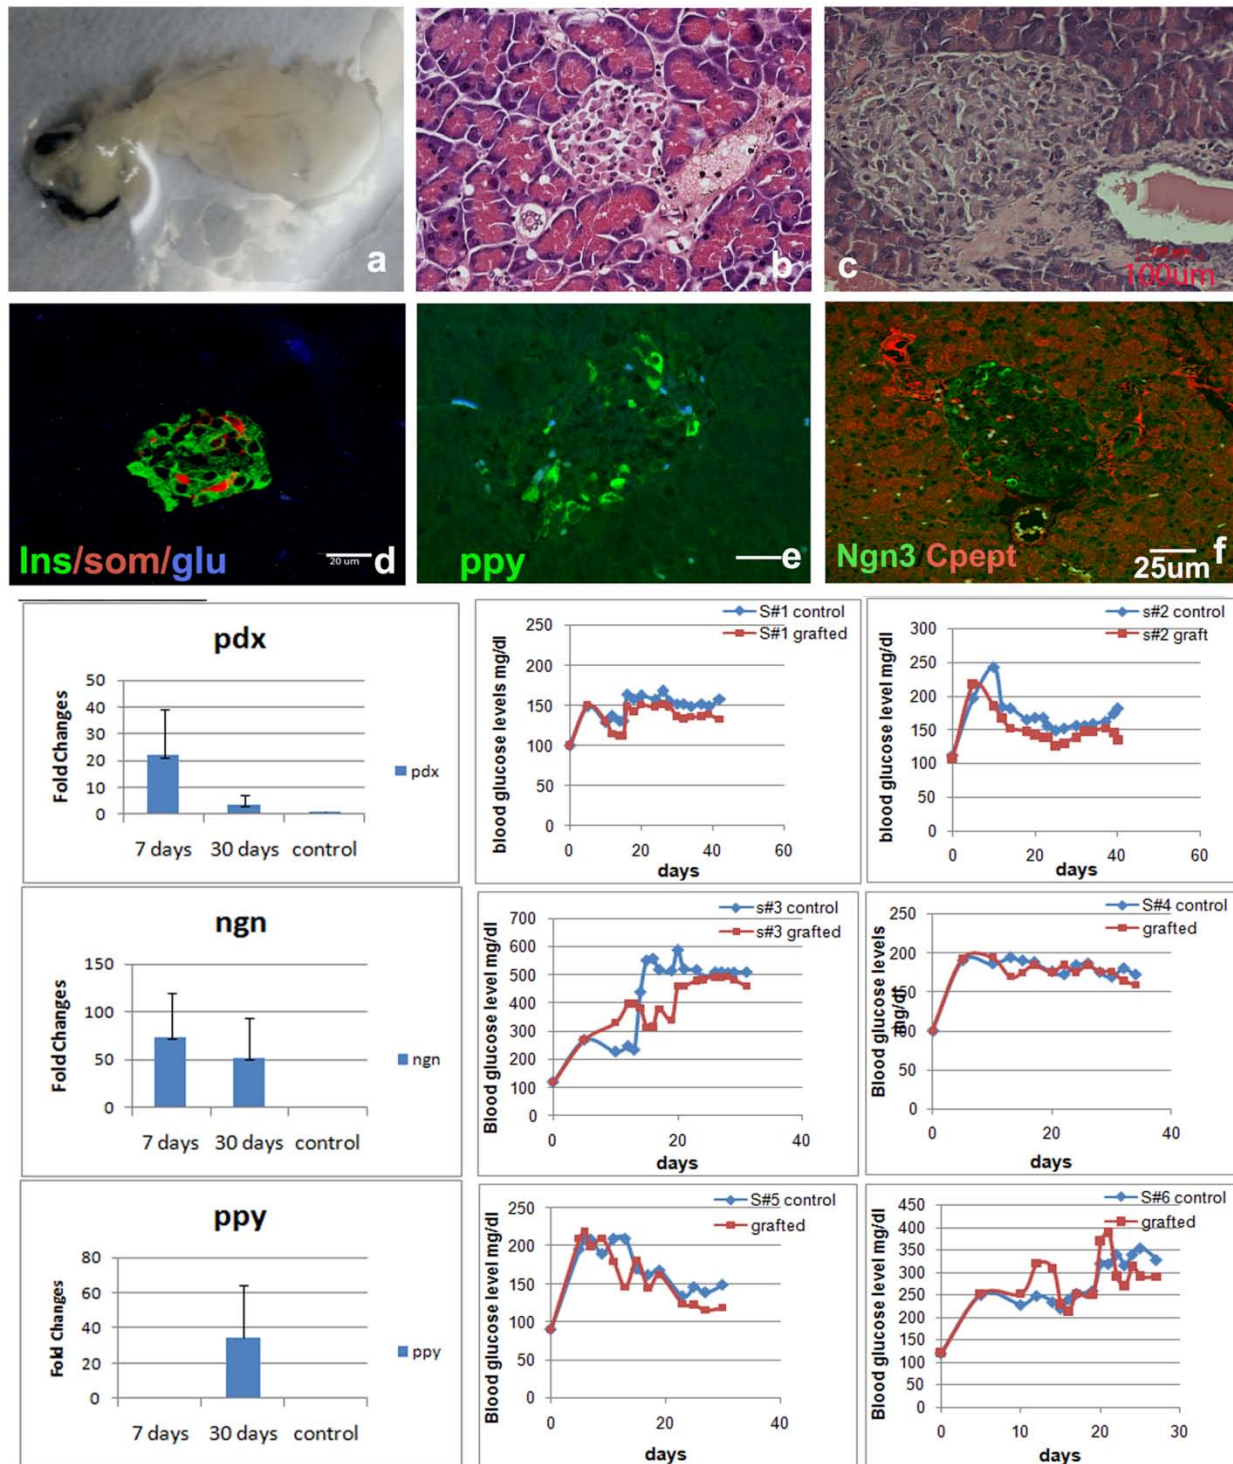 a
b
c
100um
Ins/som/glu
20 um
d
ppy
e
Ngn3 Cpept
25um
f
pdx
Fold Changes
50
40
30
20
10
0
7 days 30 days control
pdx
S#1 control
S#1 grafted
blood glucose levels mg/dl
250
200
150
100
50
0
0 20 40 60
days
s#2 control
s#2 graft
blood glucose levels mg/dl
300
250
200
150
100
50
0
0 20 40 60
days
ngn
Fold Changes
150
100
50
0
7 days 30 days control
ngn
s#3 control
s#3 grafted
Blood glucose level mg/dl
700
600
500
400
300
200
100
0
0 20 40
days
S#4 control
grafted
Blood glucose levels
mg/dl
250
200
150
100
50
0
0 20 40
days
ppy
Fold Changes
80
60
40
20
0
7 days 30 days control
ppy
S#5 control
grafted
Blood glucose level mg/dl
250
200
150
100
50
0
0 10 20 30 40
days
S#6 control
grafted
Blood glucose level mg/dl
450
400
350
300
250
200
150
100
50
0
0 10 20 30
days